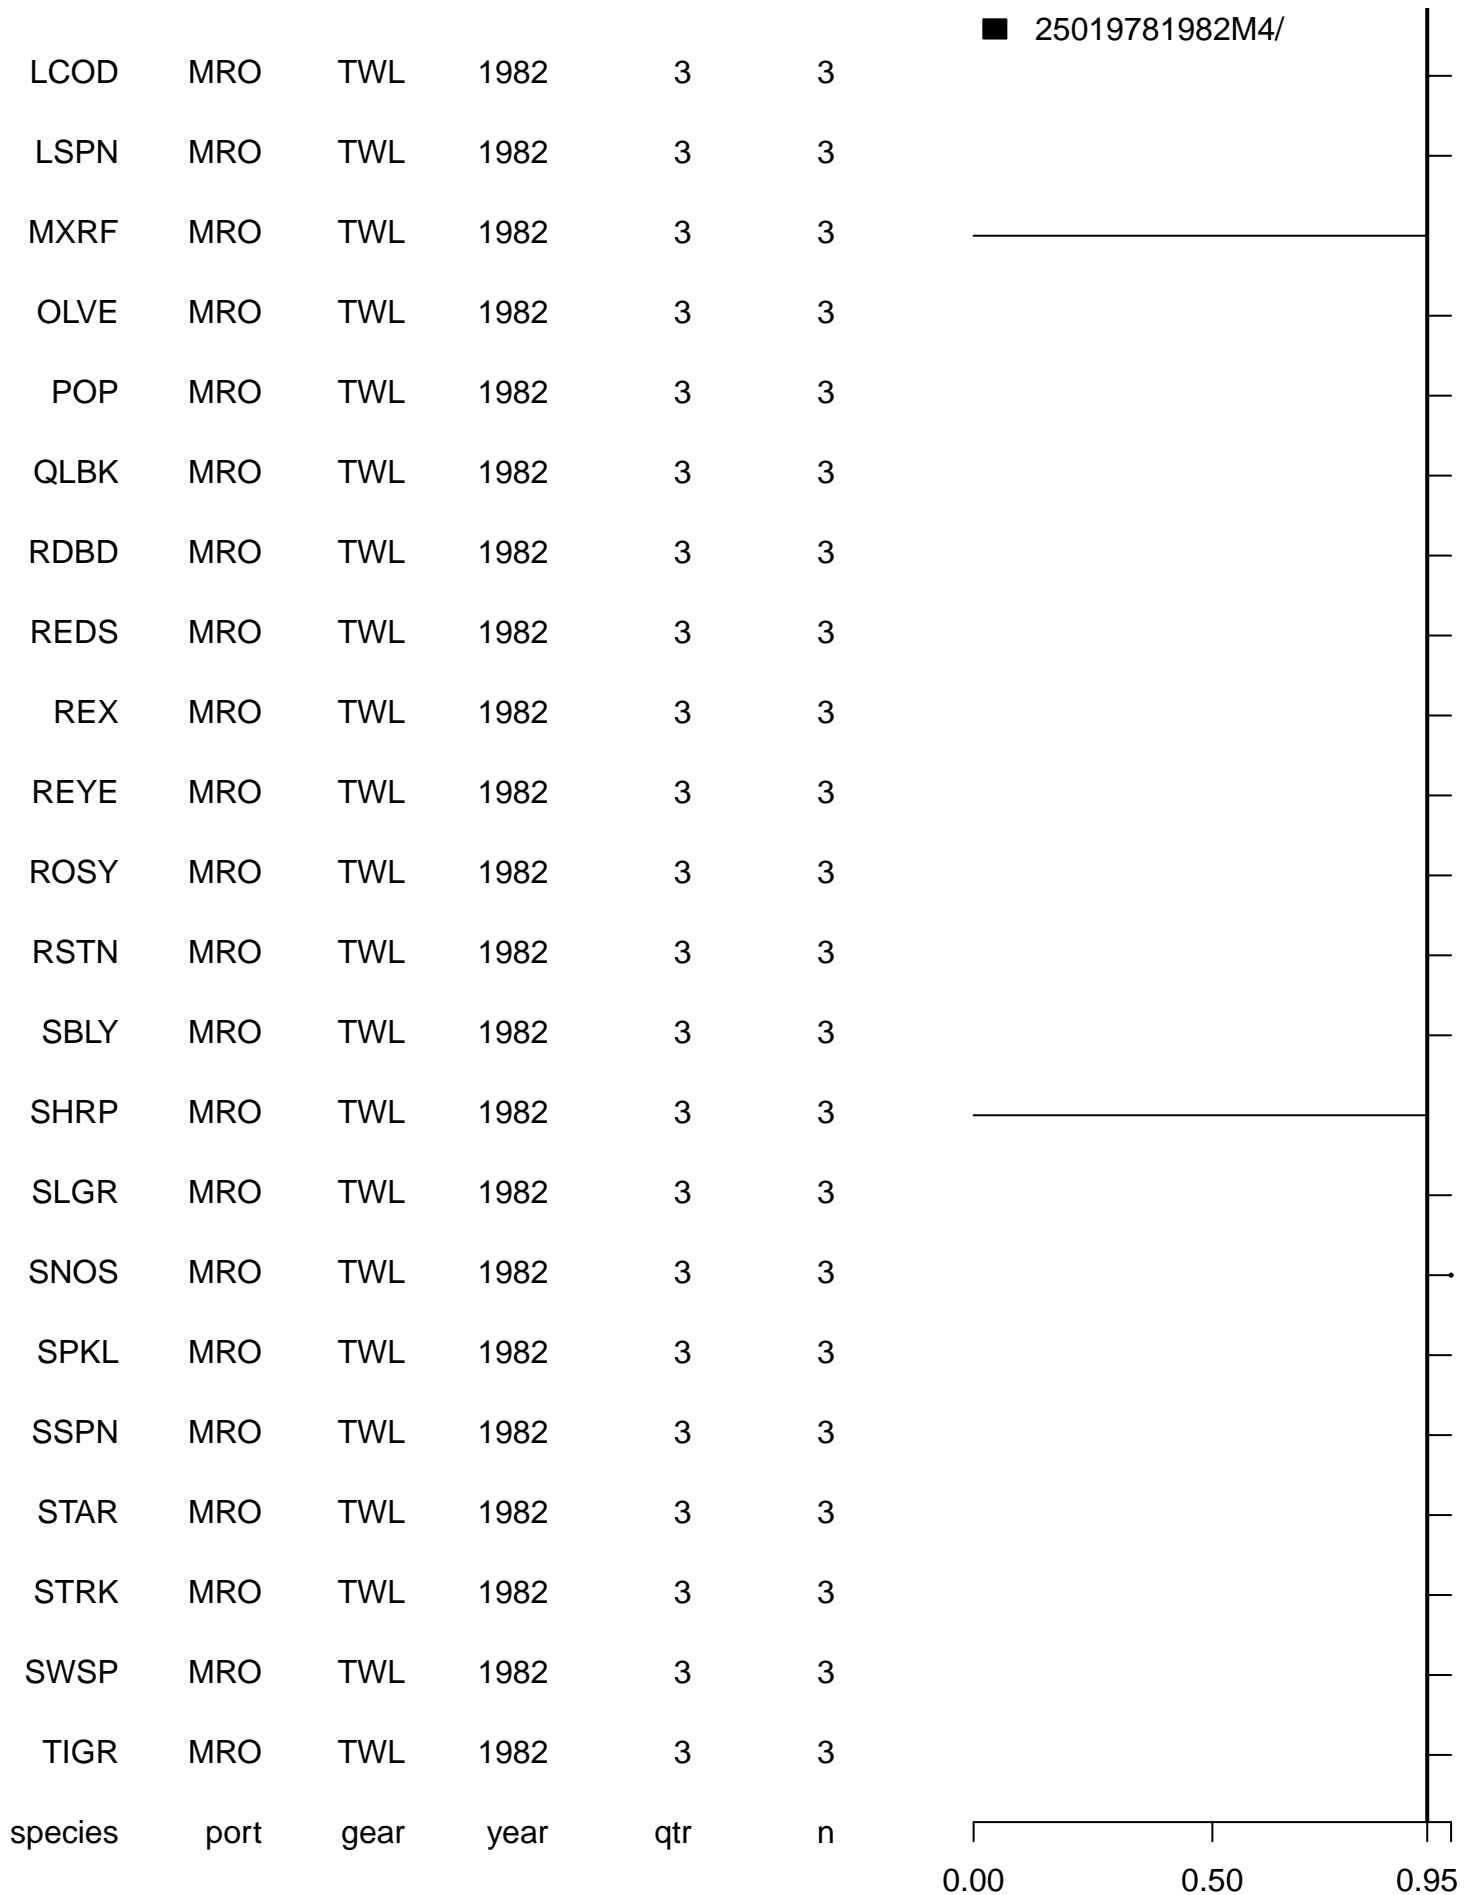 25019781982M4/
LCOD MRO TWL 1982 3 3
LSPN MRO TWL 1982 3 3
MXRF MRO TWL 1982 3 3
OLVE MRO TWL 1982 3 3
POP MRO TWL 1982 3 3
QLBK MRO TWL 1982 3 3
RDBD MRO TWL 1982 3 3
REDS MRO TWL 1982 3 3
REX MRO TWL 1982 3 3
REYE MRO TWL 1982 3 3
ROSY MRO TWL 1982 3 3
RSTN MRO TWL 1982 3 3
SBLY MRO TWL 1982 3 3
SHRP MRO TWL 1982 3 3
SLGR MRO TWL 1982 3 3
SNOS MRO TWL 1982 3 3
SPKL MRO TWL 1982 3 3
SSPN MRO TWL 1982 3 3
STAR MRO TWL 1982 3 3
STRK MRO TWL 1982 3 3
SWSP MRO TWL 1982 3 3
TIGR MRO TWL 1982 3 3
species port gear year qtr n
0.00 0.50 0.95